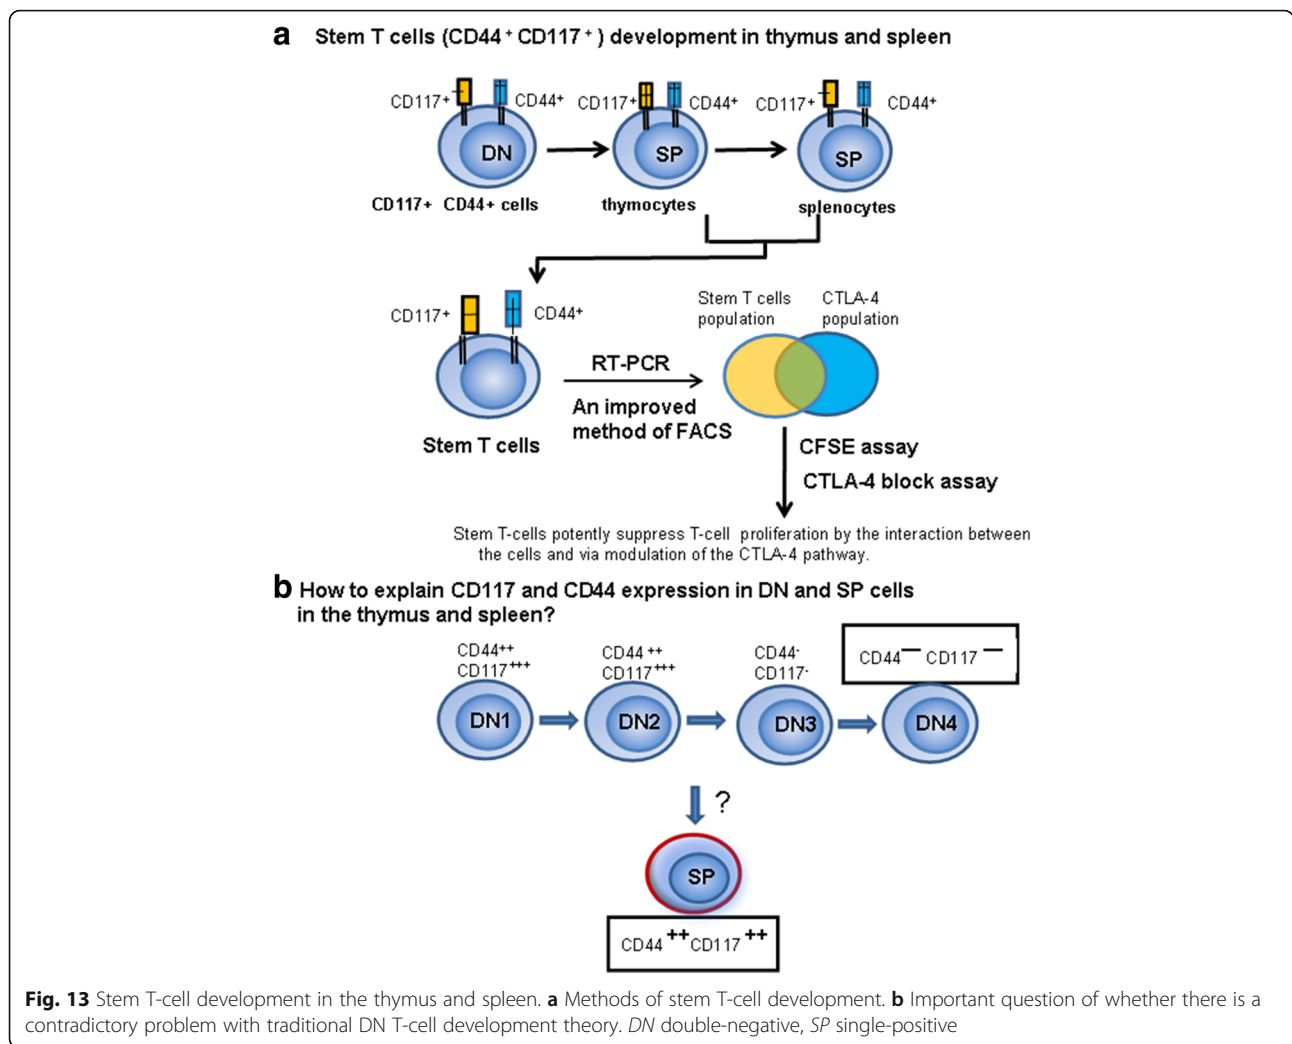 a Stem T cells (CD44⁺ CD117⁺) development in thymus and spleen
CD117+ CD44+ CD117+ CD44+ CD117+ CD44+
DN SP SP
CD117+ CD44+ cells thymocytes splenocytes
CD117+ CD44+
Stem T cells
population
CTLA-4
population
RT-PCR
An improved
method of FACS
Stem T cells
CFSE assay
CTLA-4 block assay
Stem T-cells potently suppress T-cell proliferation by the interaction between
the cells and via modulation of the CTLA-4 pathway.
b How to explain CD117 and CD44 expression in DN and SP cells
in the thymus and spleen?
CD44⁺⁺ CD44⁺⁺ CD44⁻ CD44⁻ CD117⁻
CD117⁺⁺⁺ CD117⁺⁺⁺ CD117⁻
DN1 DN2 DN3 DN4
?
SP
CD44⁺⁺CD117⁺⁺
Fig. 13 Stem T-cell development in the thymus and spleen. a Methods of stem T-cell development. b Important question of whether there is a
contradictory problem with traditional DN T-cell development theory. DN double-negative, SP single-positive